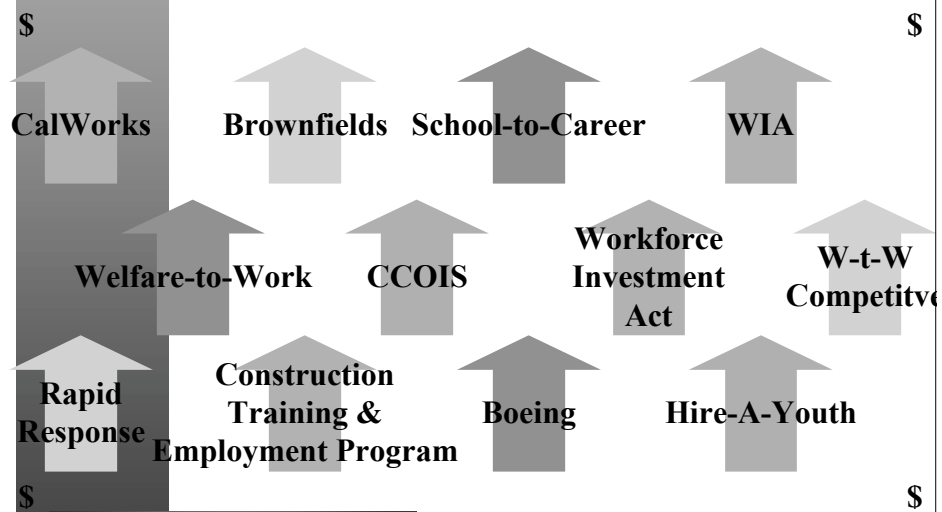 $ $
CalWorks Brownfields School-to-Career WIA
Welfare-to-Work CCOIS Workforce
Investment
Act
W-t-W
Competitve
Rapid
Response
Construction
Training &
Employment Program
Boeing Hire-A-Youth
$ $